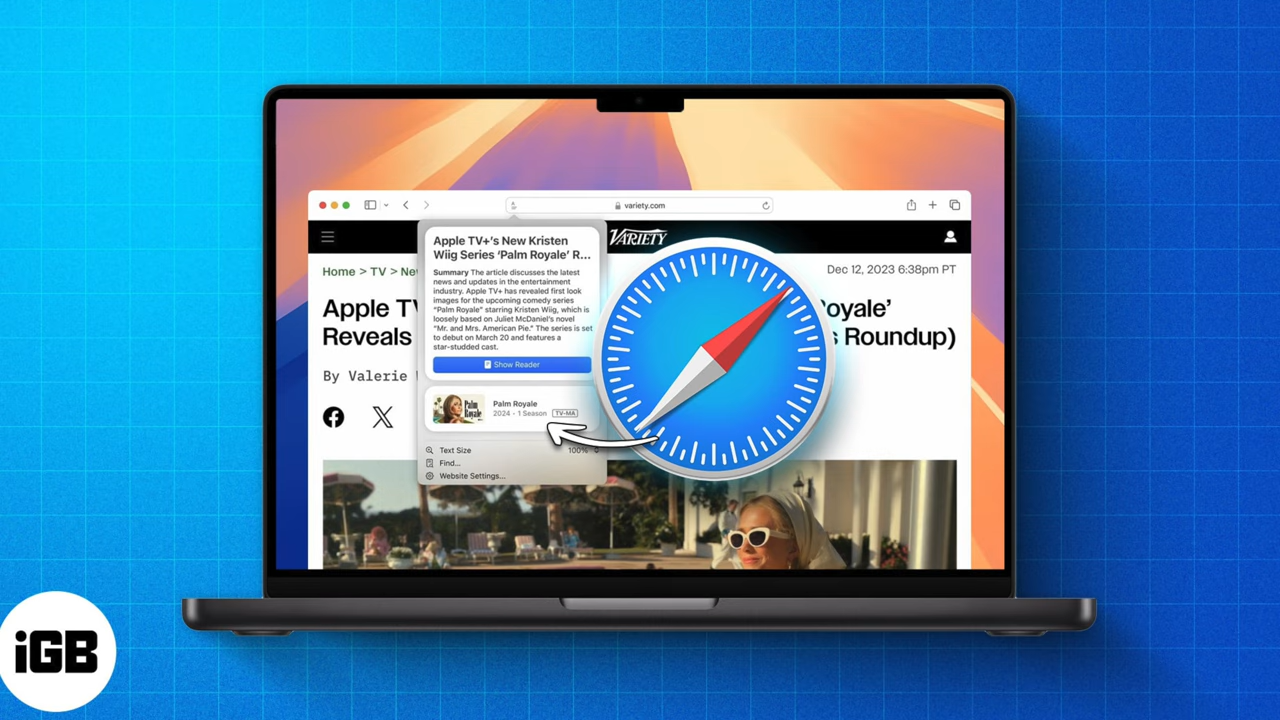 variety.com
VARIETY
Home > TV >
Dec 12, 2023 6:38pm PT
Apple
Royale’
Reveals
Roundup)
By Valerie
Apple TV+’s New Kristen
Wiig Series ‘Palm Royale’ R...
Summary The article discusses the latest
news and updates in the entertainment
industry. Apple TV+ has revealed first look
images for the upcoming comedy series
“Palm Royale” starring Kristen Wiig, which is
loosely based on Juliet McDaniel’s novel
“Mr. and Mrs. American Pie.” The series is set
to debut on March 20 and features a
star-studded cast.
Show Reader
Palm
Royale
Palm Royale
2024 · 1 Season TV-MA
Text Size 100%
Find...
Website Settings...
iGB